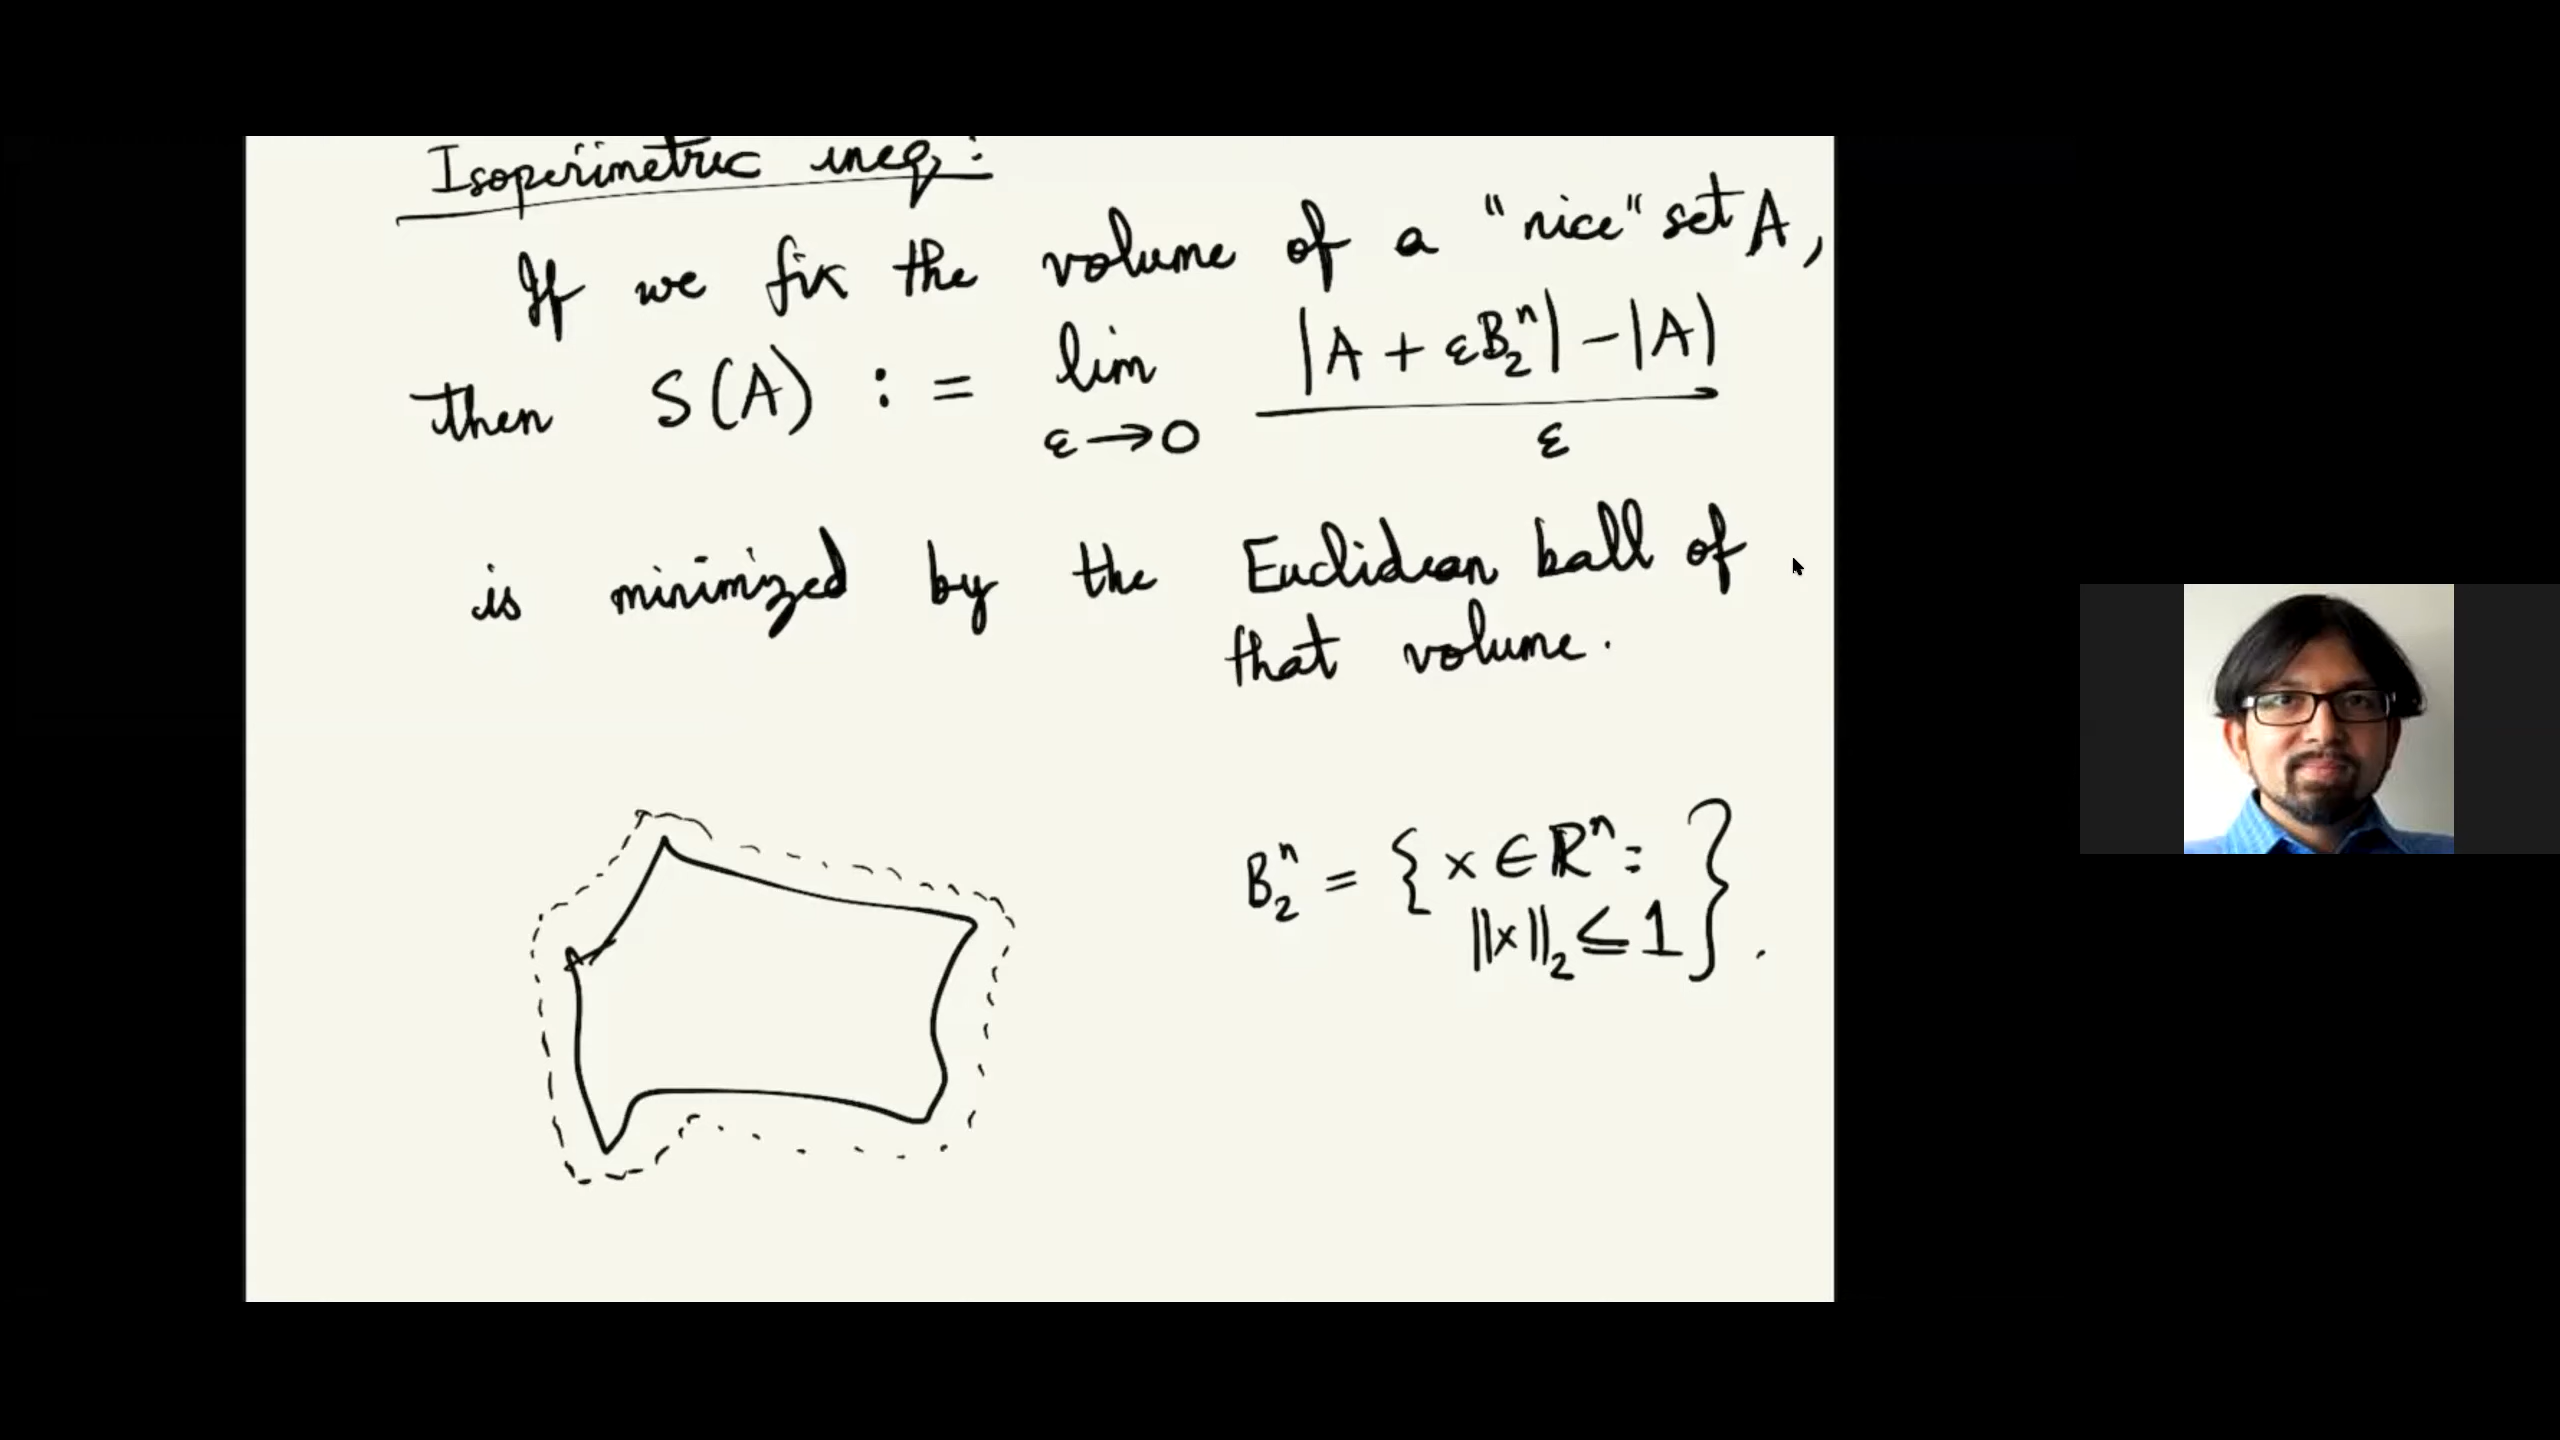 Isoperimetric ineq:
If we fix the volume of a "nice" set A,
then S(A) := lim ε→0 (|A + εB₂ⁿ| − |A|) / ε
is minimized by the Euclidean ball of
that volume.
B₂ⁿ = { x ∈ ℝⁿ :
‖x‖₂ ≤ 1 } .